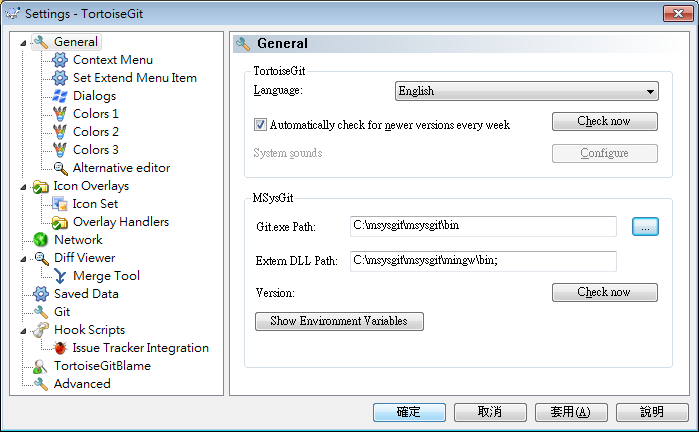 Settings - TortoiseGit
General
Context Menu
Set Extend Menu Item
Dialogs
Colors 1
Colors 2
Colors 3
Alternative editor
Icon Overlays
Icon Set
Overlay Handlers
Network
Diff Viewer
Merge Tool
Saved Data
Git
Hook Scripts
Issue Tracker Integration
TortoiseGitBlame
Advanced
General
TortoiseGit
Language: English
Automatically check for newer versions every week Check now
System sounds Configure
MSysGit
Git.exe Path: C:\msysgit\msysgit\bin ...
Extern DLL Path: C:\msysgit\msysgit\mingw\bin;
Version: Check now
Show Environment Variables
確定 取消 套用(A) 說明